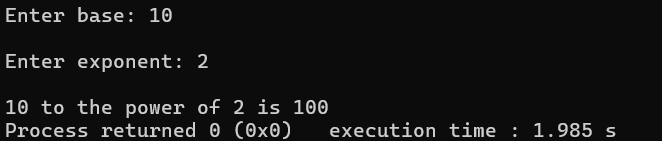 Enter base: 10
Enter exponent: 2
10 to the power of 2 is 100
Process returned 0 (0x0)   execution time : 1.985 s